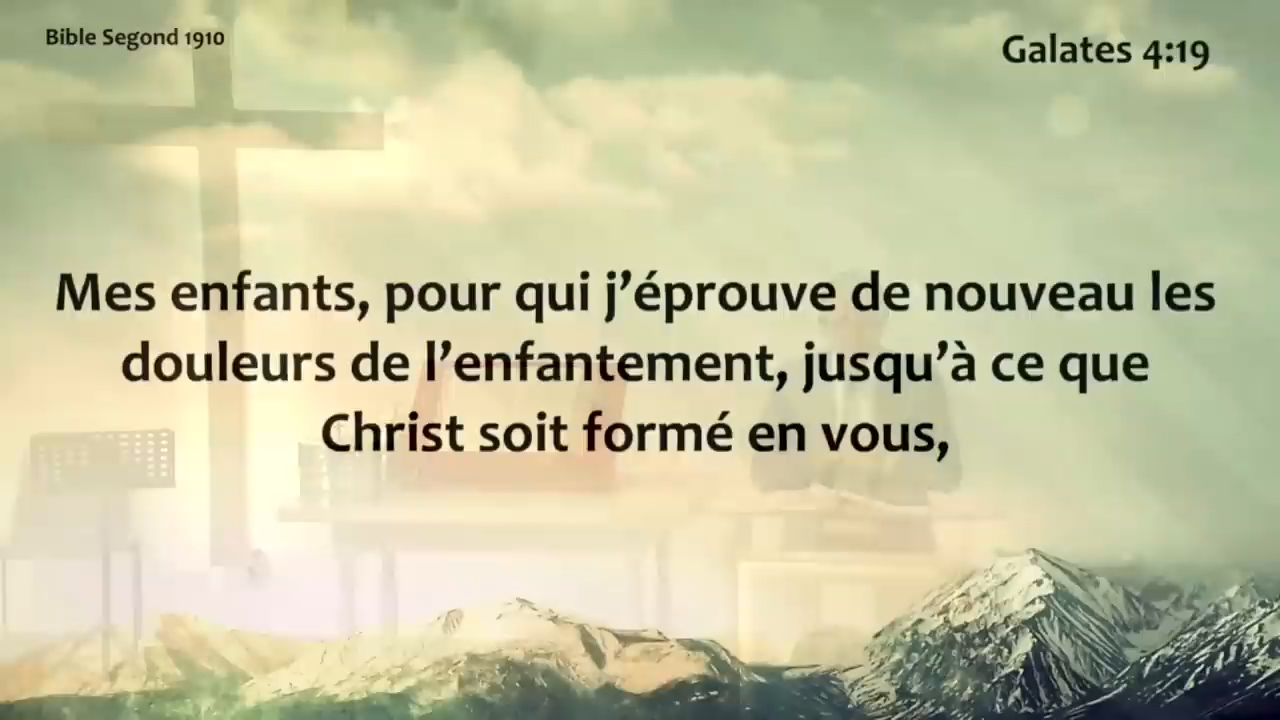 Bible Segond 1910
Galates 4:19
Mes enfants, pour qui j’éprouve de nouveau les
douleurs de l’enfantement, jusqu’à ce que
Christ soit formé en vous,